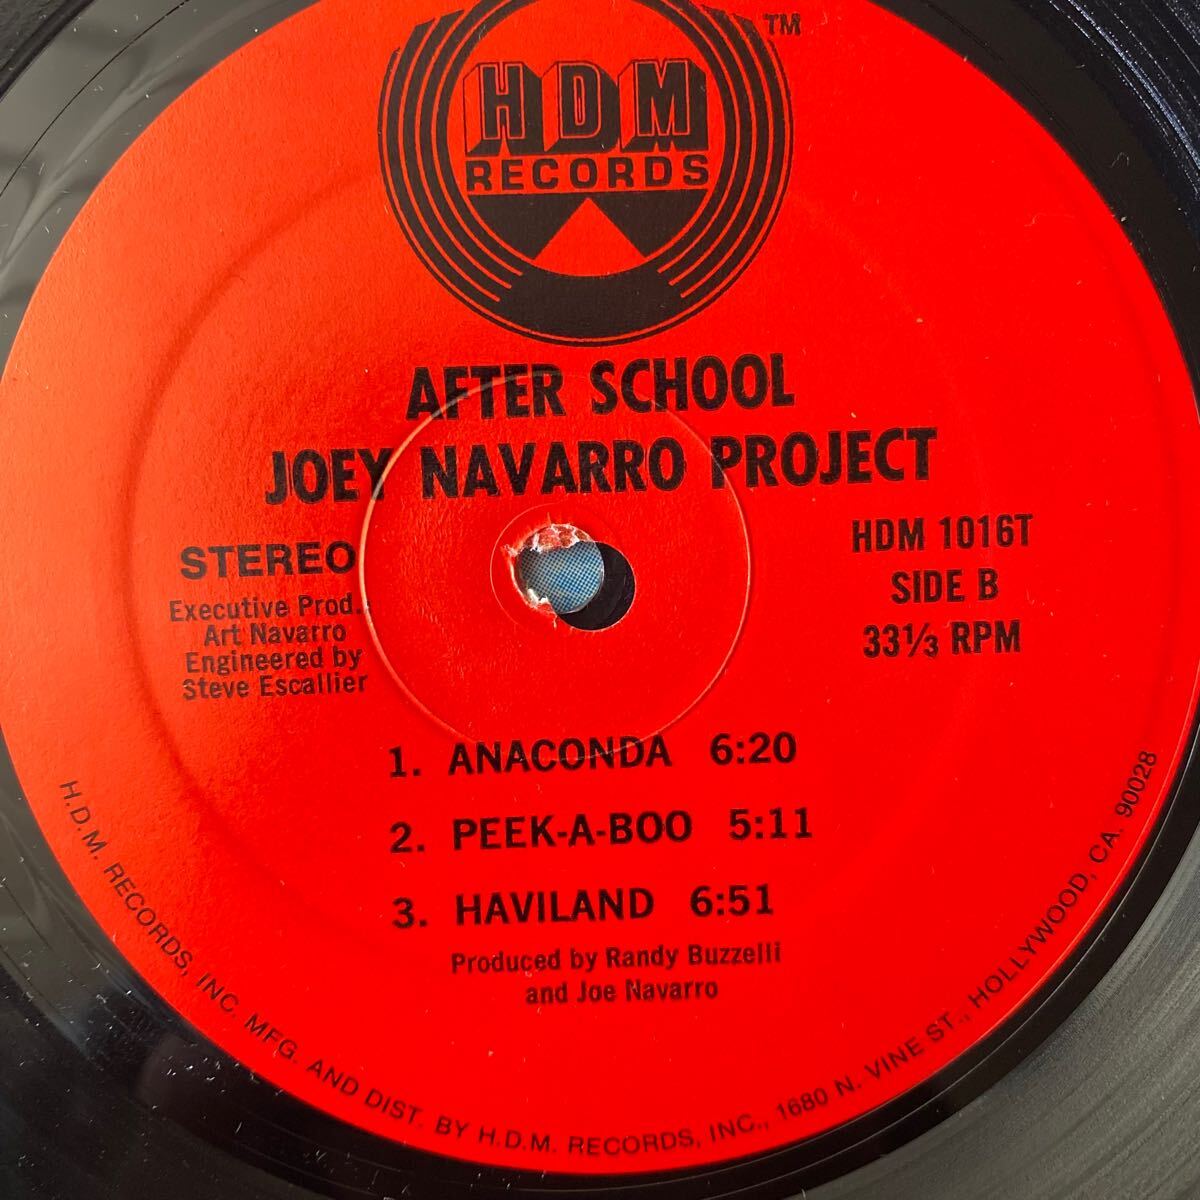 TM
HDM
RECORDS
AFTER SCHOOL
JOEY NAVARRO PROJECT
STEREO
Executive Prod.
Art Navarro
Engineered by
Steve Escallier
HDM 1016T
SIDE B
33⅓ RPM
1. ANACONDA 6:20
2. PEEK-A-BOO 5:11
3. HAVILAND 6:51
Produced by Randy Buzzelli
and Joe Navarro
H.D.M. RECORDS, INC. MFG. AND DIST. BY H.D.M. RECORDS, INC., 1680 N. VINE ST., HOLLYWOOD, CA. 90028